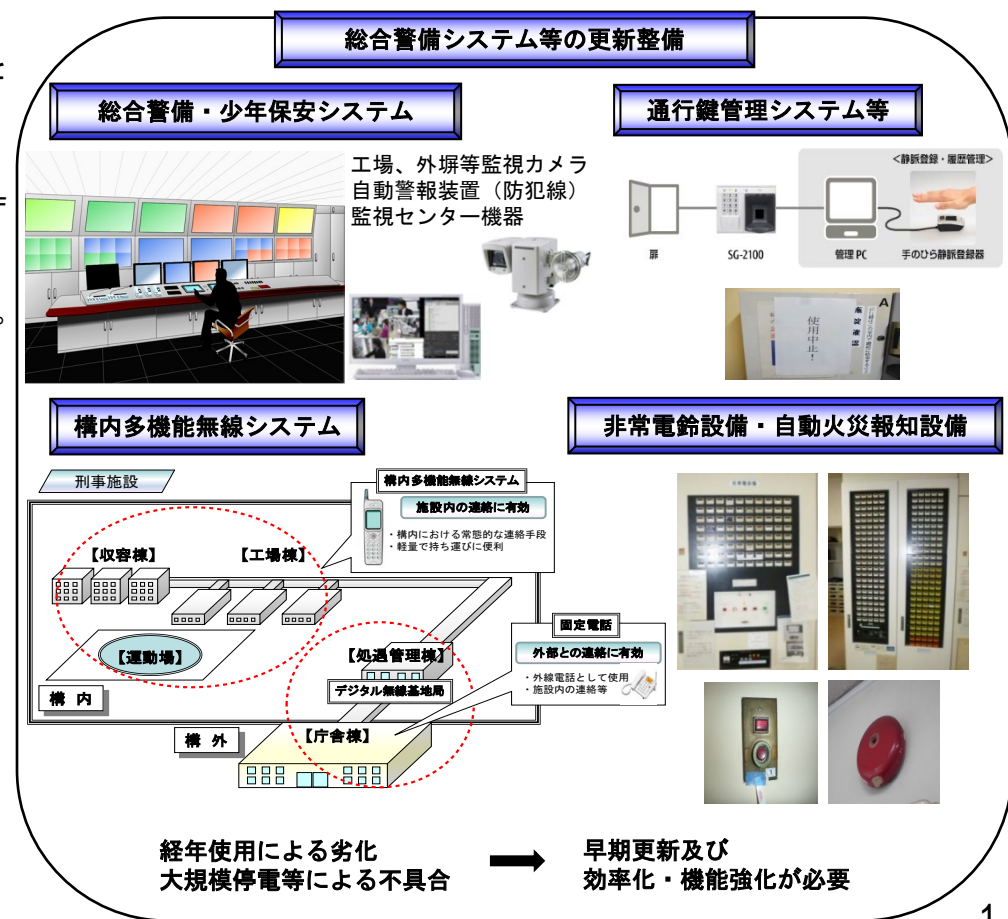 総合警備システム等の更新整備
総合警備・少年保安システム
工場、外塀等監視カメラ
自動警報装置（防犯線）
監視センター機器
通行鍵管理システム等
＜静脈登録・履歴管理＞
扉
SG-2100
管理PC
手のひら静脈登録器
使用中止！
A
構内多機能無線システム
刑事施設
構内多機能無線システム
施設内の連絡に有効
・構内における常態的な連絡手段
・軽量で持ち運びに便利
【収容棟】
【工場棟】
【運動場】
【処遇管理棟】
デジタル無線基地局
構 内
固定電話
外部との連絡に有効
・外線電話として使用
・施設内の連絡等
構 外
【庁舎棟】
非常電鈴設備・自動火災報知設備
経年使用による劣化
大規模停電等による不具合
早期更新及び
効率化・機能強化が必要
1